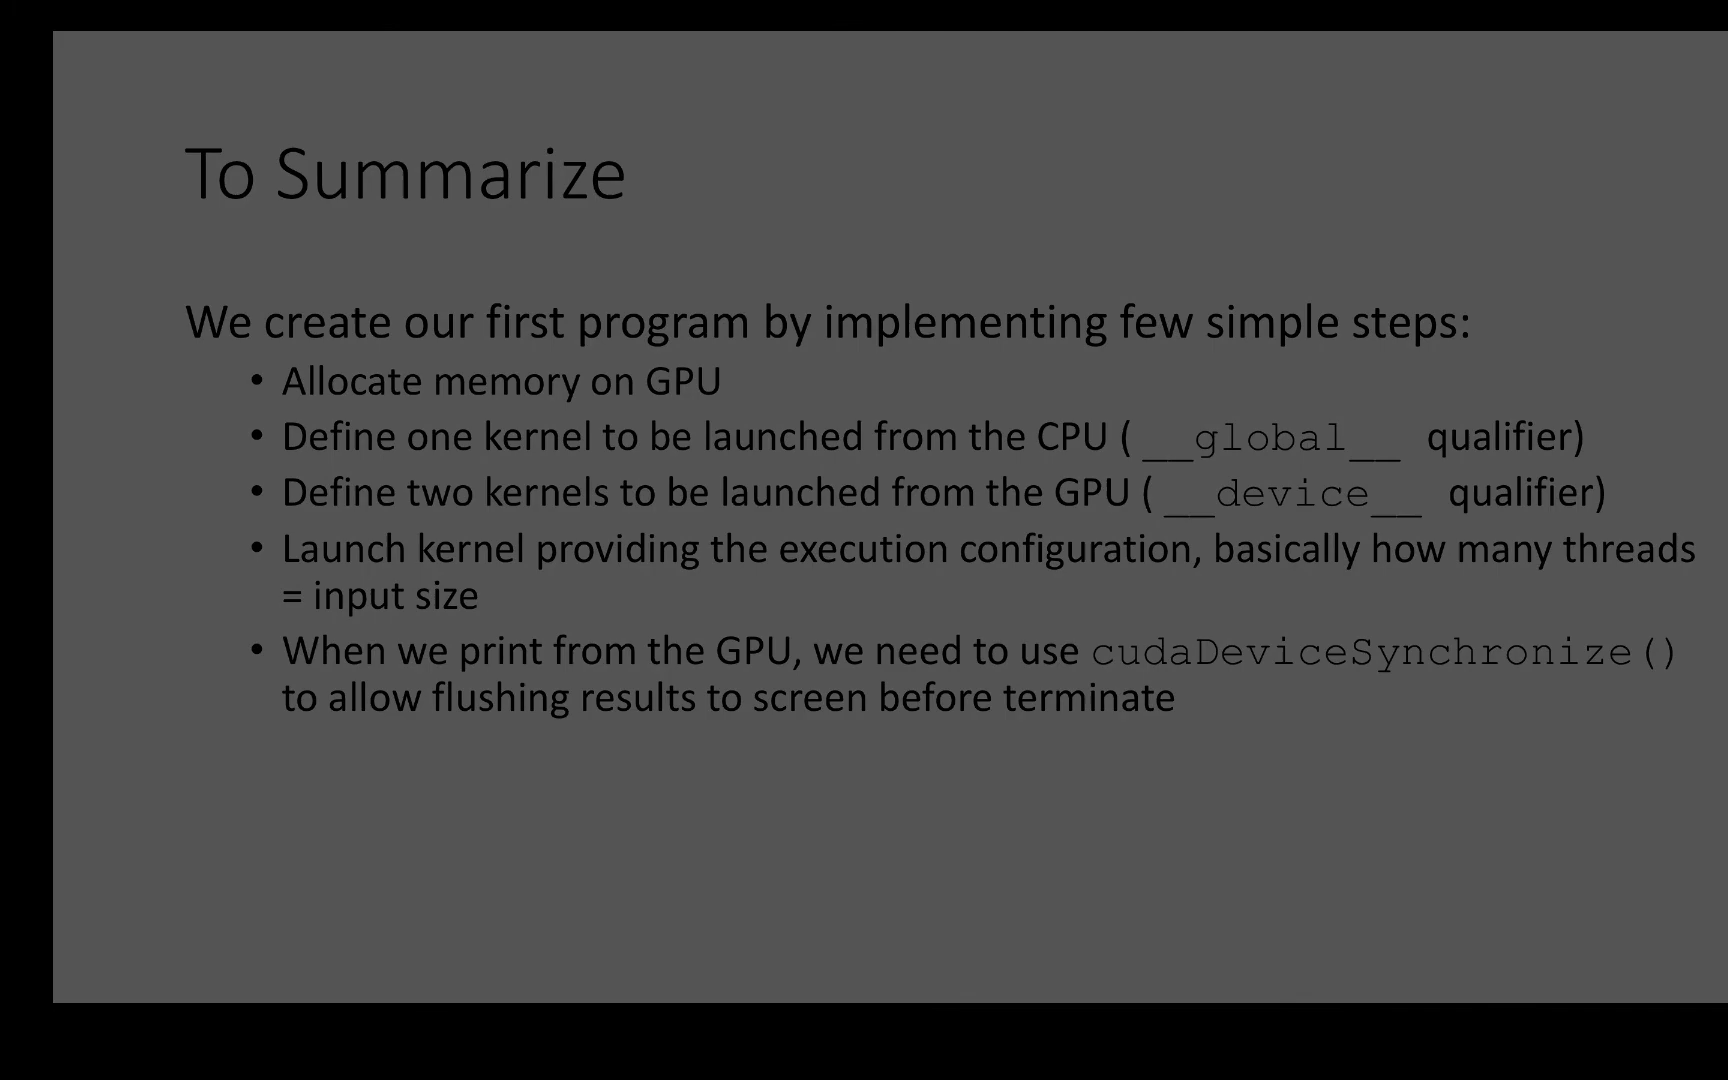 To Summarize
We create our first program by implementing few simple steps:
• Allocate memory on GPU
• Define one kernel to be launched from the CPU ( __global__ qualifier)
• Define two kernels to be launched from the GPU ( __device__ qualifier)
• Launch kernel providing the execution configuration, basically how many threads
= input size
• When we print from the GPU, we need to use cudaDeviceSynchronize()
to allow flushing results to screen before terminate